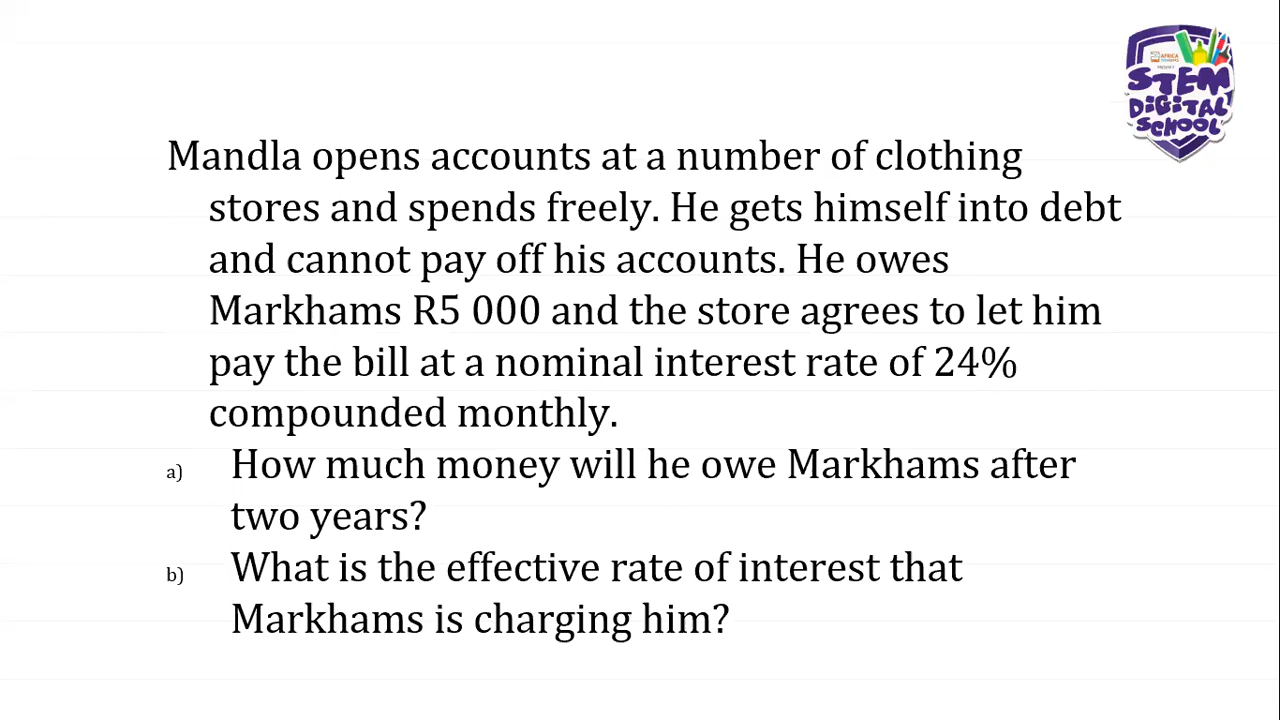 AFRICA
STEM
DIGITAL
SCHOOL
Mandla opens accounts at a number of clothing
stores and spends freely. He gets himself into debt
and cannot pay off his accounts. He owes
Markhams R5 000 and the store agrees to let him
pay the bill at a nominal interest rate of 24%
compounded monthly.
a) How much money will he owe Markhams after
two years?
b) What is the effective rate of interest that
Markhams is charging him?